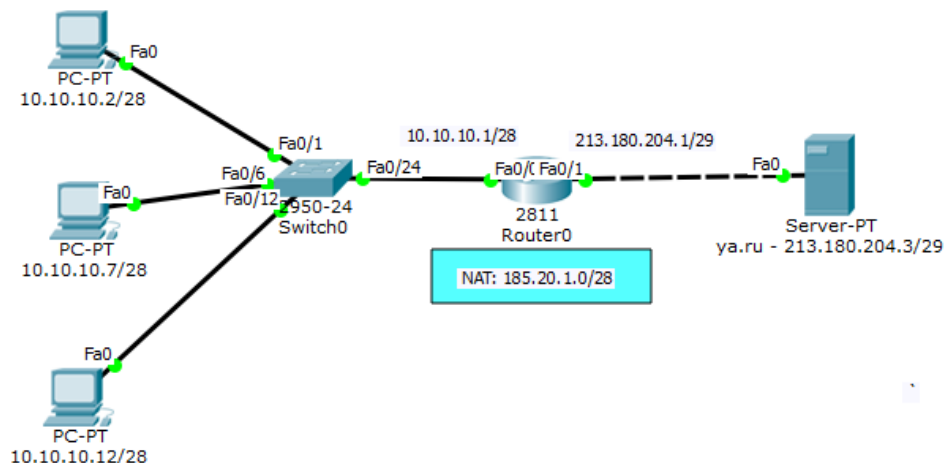 Fa0
PC-PT
10.10.10.2/28
Fa0/1
Fa0/6
Fa0/12
Fa0
PC-PT
10.10.10.7/28
2950-24
Switch0
Fa0/24
10.10.10.1/28
213.180.204.1/29
Fa0/0
Fa0/1
2811
Router0
NAT: 185.20.1.0/28
Fa0
Server-PT
ya.ru - 213.180.204.3/29
Fa0
PC-PT
10.10.10.12/28
`